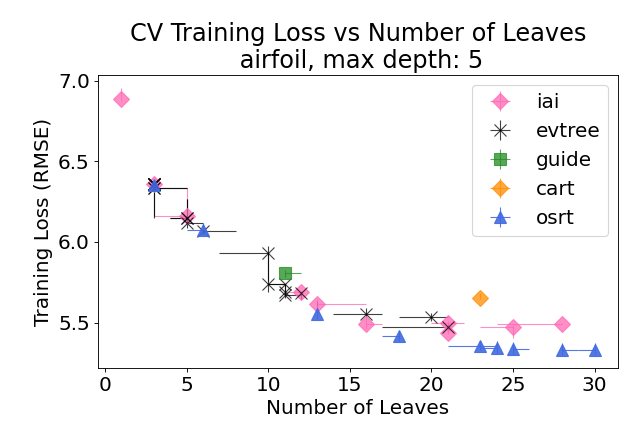 CV Training Loss vs Number of Leaves
airfoil, max depth: 5
Training Loss (RMSE)
7.0
6.5
6.0
5.5
0 5 10 15 20 25 30
Number of Leaves
iai
evtree
guide
cart
osrt